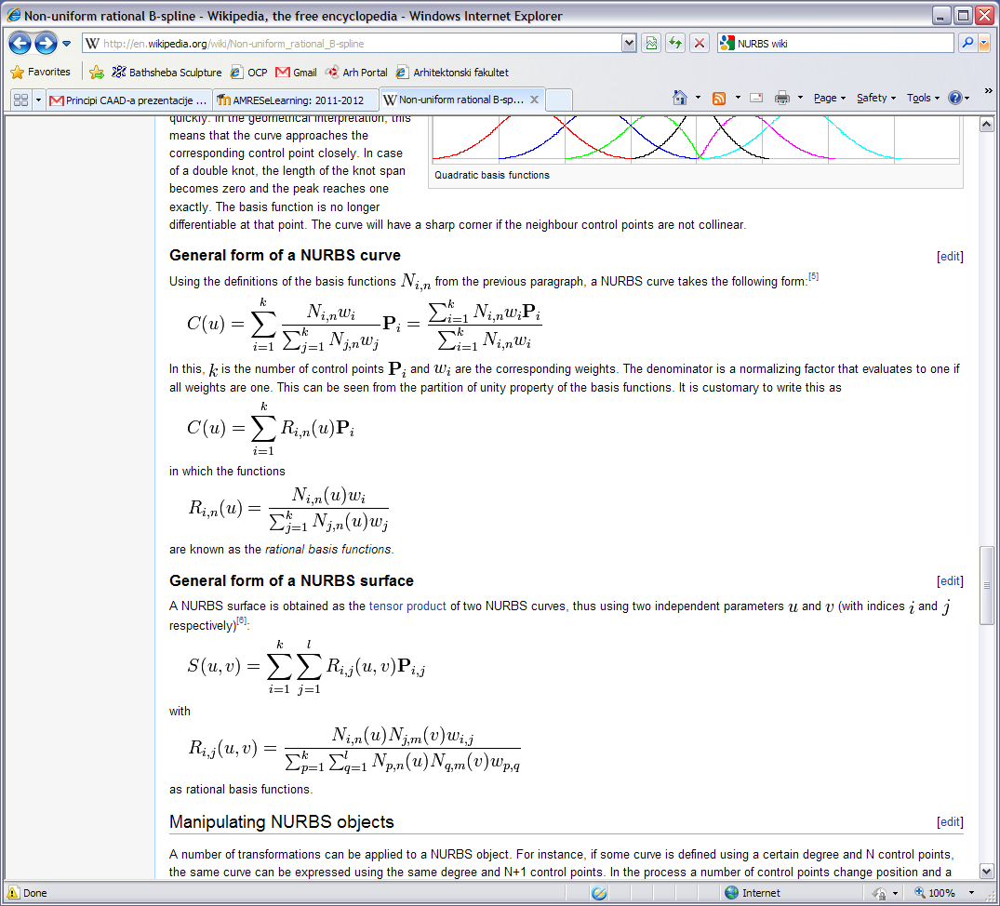 Non-uniform rational B-spline - Wikipedia, the free encyclopedia - Windows Internet Explorer
http://en.wikipedia.org/wiki/Non-uniform_rational_B-spline
NURBS wiki
Favorites Bathsheba Sculpture OCP Gmail Arh Portal Arhitektonski fakultet
Principi CAAD-a prezentacije ... AMRESeLearning: 2011-2012 Non-uniform rational B-sp... Page Safety Tools
quickly. In the geometrical interpretation, this
means that the curve approaches the
corresponding control point closely. In case
of a double knot, the length of the knot span
becomes zero and the peak reaches one
exactly. The basis function is no longer
differentiable at that point. The curve will have a sharp corner if the neighbour control points are not collinear.
Quadratic basis functions
General form of a NURBS curve [edit]
Using the definitions of the basis functions N_{i,n} from the previous paragraph, a NURBS curve takes the following form:[5]
C(u) = \sum_{i=1}^{k} \frac{N_{i,n}w_i}{\sum_{j=1}^{k} N_{j,n}w_j} \mathbf{P}_i = \frac{\sum_{i=1}^{k} N_{i,n}w_i\mathbf{P}_i}{\sum_{i=1}^{k} N_{i,n}w_i}
In this, k is the number of control points P_i and w_i are the corresponding weights. The denominator is a normalizing factor that evaluates to one if
all weights are one. This can be seen from the partition of unity property of the basis functions. It is customary to write this as
C(u) = \sum_{i=1}^{k} R_{i,n}(u)\mathbf{P}_i
in which the functions
R_{i,n}(u) = \frac{N_{i,n}(u)w_i}{\sum_{j=1}^{k} N_{j,n}(u)w_j}
are known as the rational basis functions.
General form of a NURBS surface [edit]
A NURBS surface is obtained as the tensor product of two NURBS curves, thus using two independent parameters u and v (with indices i and j
respectively)[6]:
S(u,v) = \sum_{i=1}^{k} \sum_{j=1}^{l} R_{i,j}(u,v)\mathbf{P}_{i,j}
with
R_{i,j}(u,v) = \frac{N_{i,n}(u)N_{j,m}(v)w_{i,j}}{\sum_{p=1}^{k} \sum_{q=1}^{l} N_{p,n}(u)N_{q,m}(v)w_{p,q}}
as rational basis functions.
Manipulating NURBS objects [edit]
A number of transformations can be applied to a NURBS object. For instance, if some curve is defined using a certain degree and N control points,
the same curve can be expressed using the same degree and N+1 control points. In the process a number of control points change position and a
Done Internet 100%